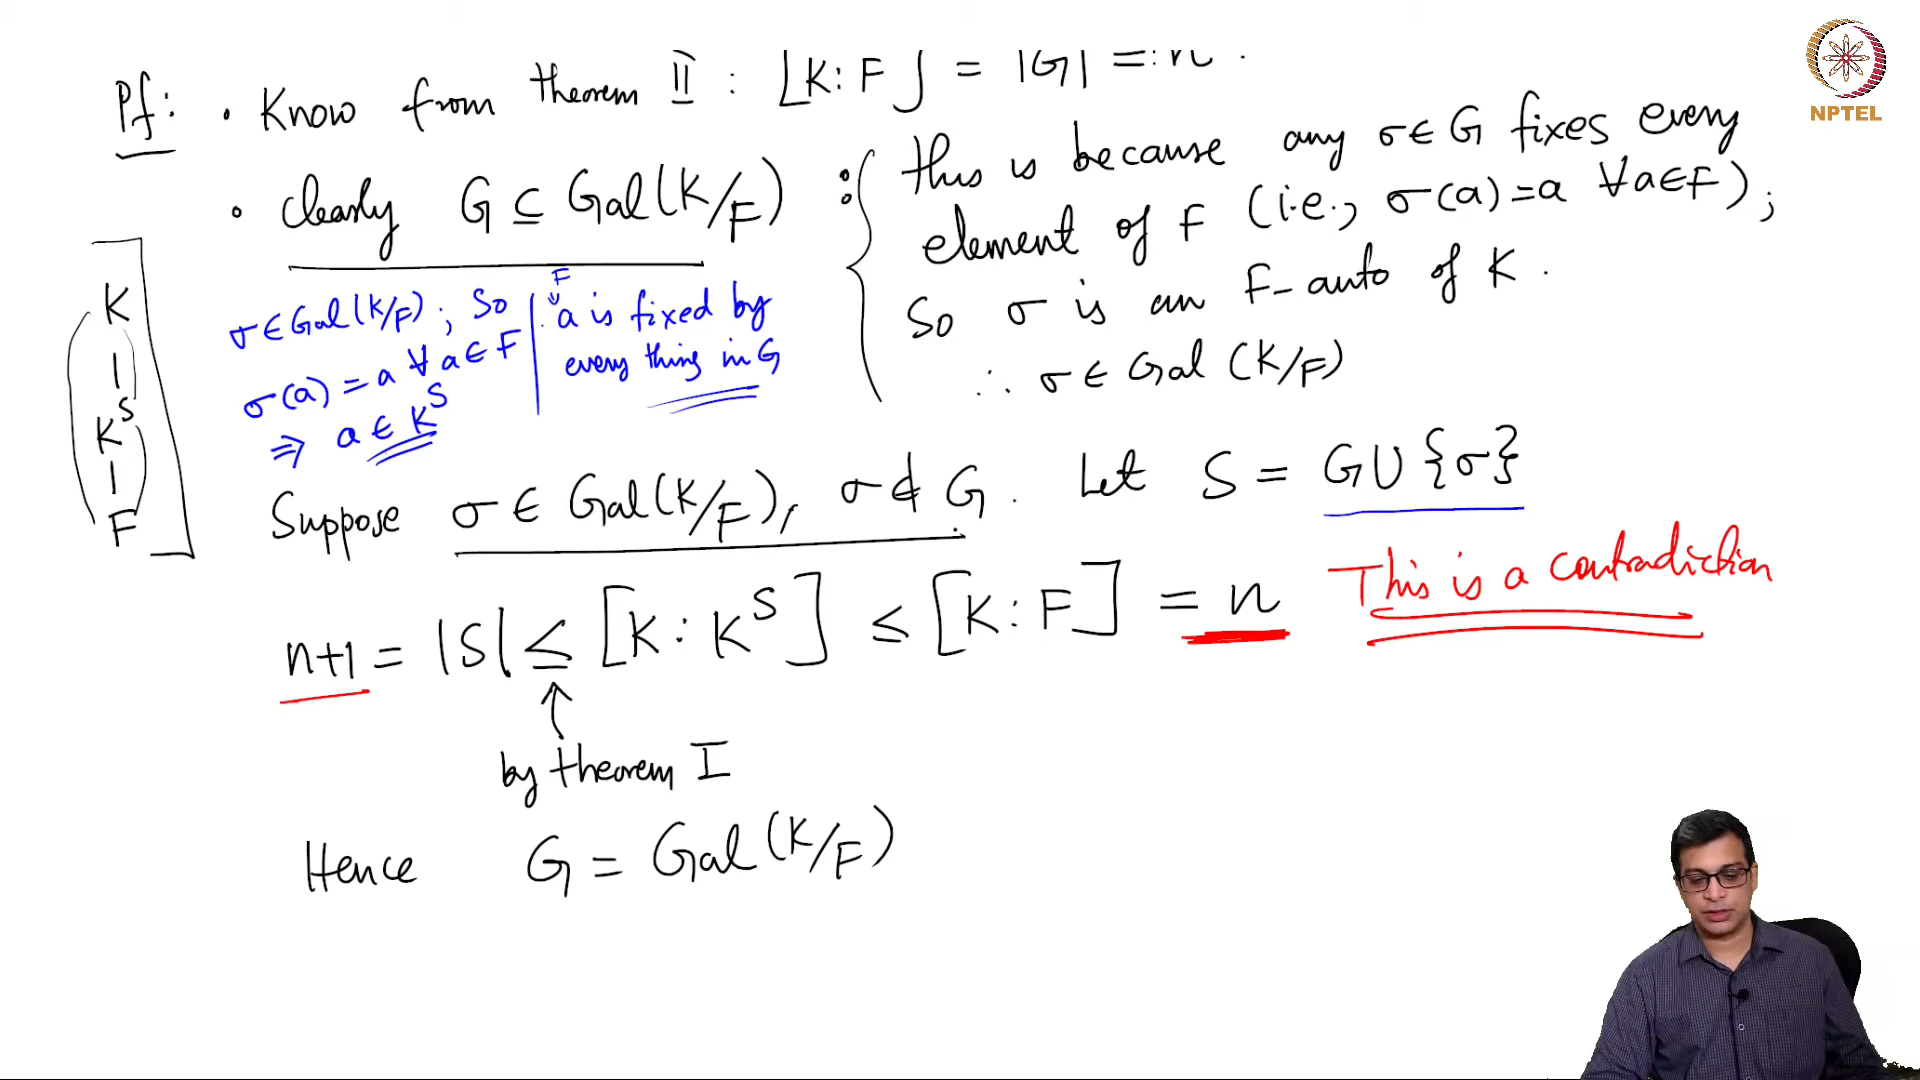 Pf: • Know from theorem II : [K:F] = |G| =: n.
• Clearly G ⊆ Gal(K/F) :
this is because any σ∈G fixes every
element of F (i.e., σ(a)=a ∀a∈F);
So σ is an F-auto of K.
∴ σ∈ Gal (K/F)
K
|
K^S
|
F
σ∈Gal(K/F); So
σ(a) = a ∀ a∈F
⇒ a ∈ K^S
F
a is fixed by
every thing in G
Suppose σ∈ Gal(K/F), σ∉G. Let S = G∪{σ}
n+1 = |S| ≤ [K : K^S] ≤ [K:F] = n This is a contradiction
↑
by theorem I
Hence G = Gal(K/F)
NPTEL